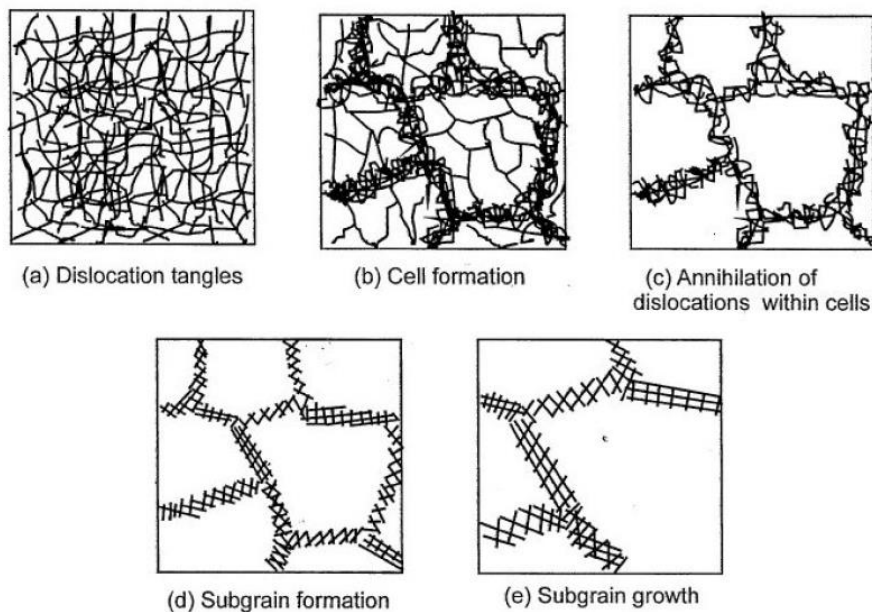 (a) Dislocation tangles
(b) Cell formation
(c) Annihilation of
dislocations within cells
(d) Subgrain formation
(e) Subgrain growth